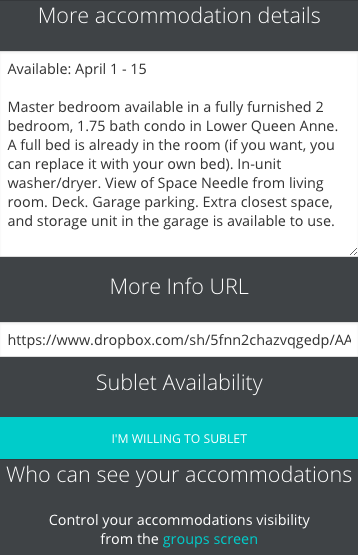 More accommodation details
Available: April 1 - 15
Master bedroom available in a fully furnished 2
bedroom, 1.75 bath condo in Lower Queen Anne.
A full bed is already in the room (if you want, you
can replace it with your own bed). In-unit
washer/dryer. View of Space Needle from living
room. Deck. Garage parking. Extra closest space,
and storage unit in the garage is available to use.
More Info URL
https://www.dropbox.com/sh/5fnn2chazvqgedp/AA
Sublet Availability
I'M WILLING TO SUBLET
Who can see your accommodations
Control your accommodations visibility
from the groups screen